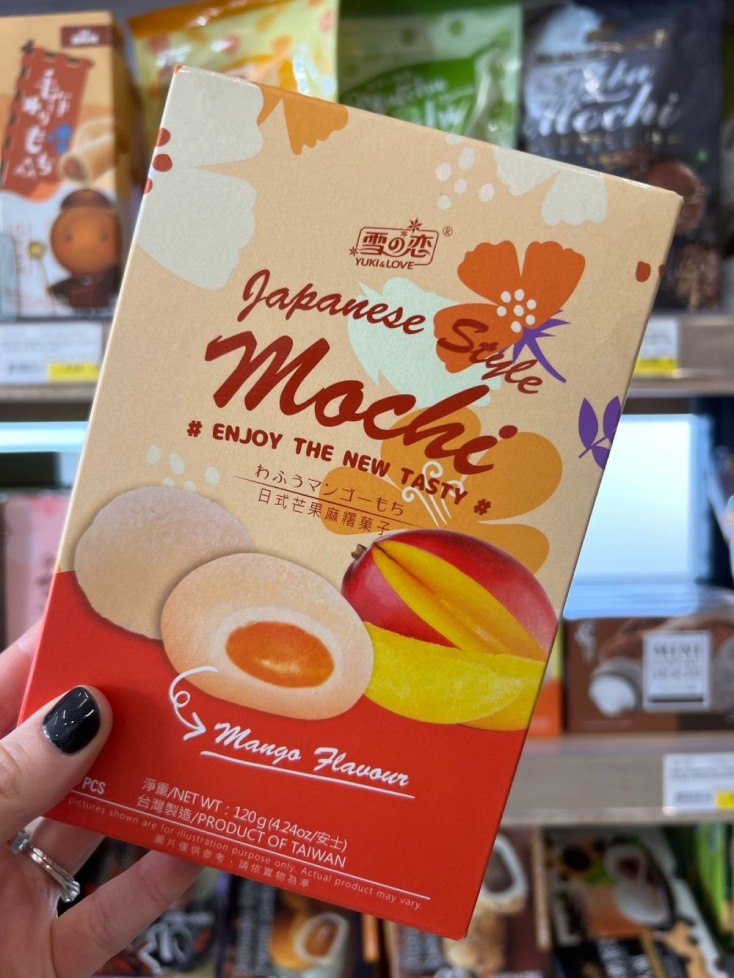 雪の恋®
YUKI&LOVE
Japanese Style
Mochi
# ENJOY THE NEW TASTY #
わふうマンゴーもち
日式芒果麻糬菓子
Mango Flavour
PCS
淨重/NET WT : 120g (4.24oz/安士)
台灣製造/PRODUCT OF TAIWAN
pictures shown are for illustration purpose only. Actual product may vary.
圖片僅供參考，請依實物為準
Mochi
MINI